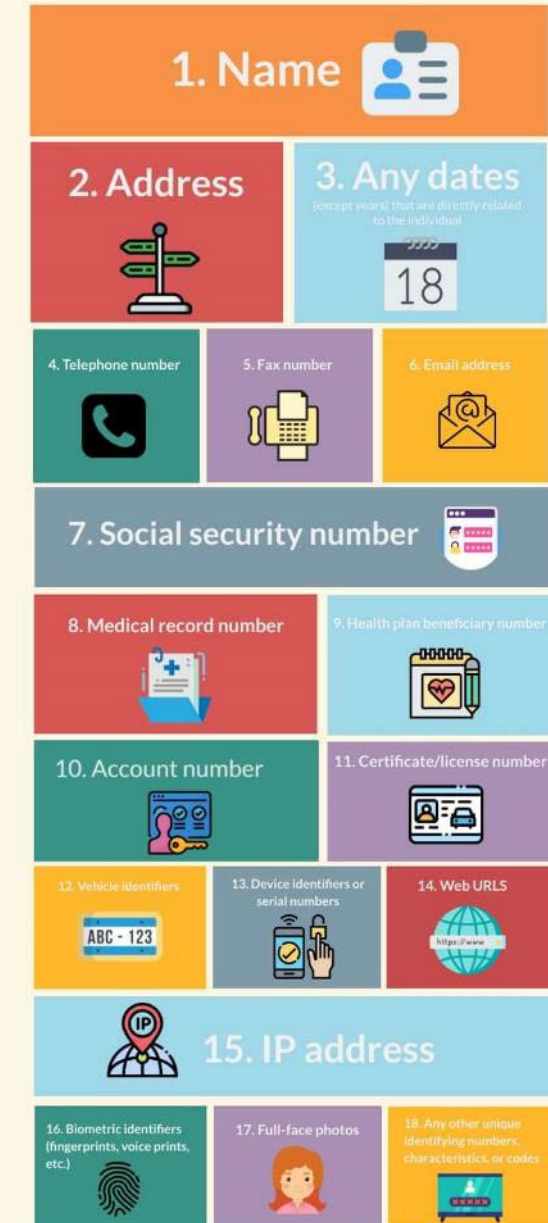 1. Name
2. Address
3. Any dates
(except years) that are directly related
to the individual
18
4. Telephone number
5. Fax number
6. Email address
@
7. Social security number
8. Medical record number
9. Health plan beneficiary number
10. Account number
11. Certificate/license number
12. Vehicle identifiers
ABC - 123
13. Device identifiers or
serial numbers
14. Web URLS
https://www
IP
15. IP address
16. Biometric identifiers
(fingerprints, voice prints,
etc.)
17. Full-face photos
18. Any other unique
identifying numbers,
characteristics, or codes